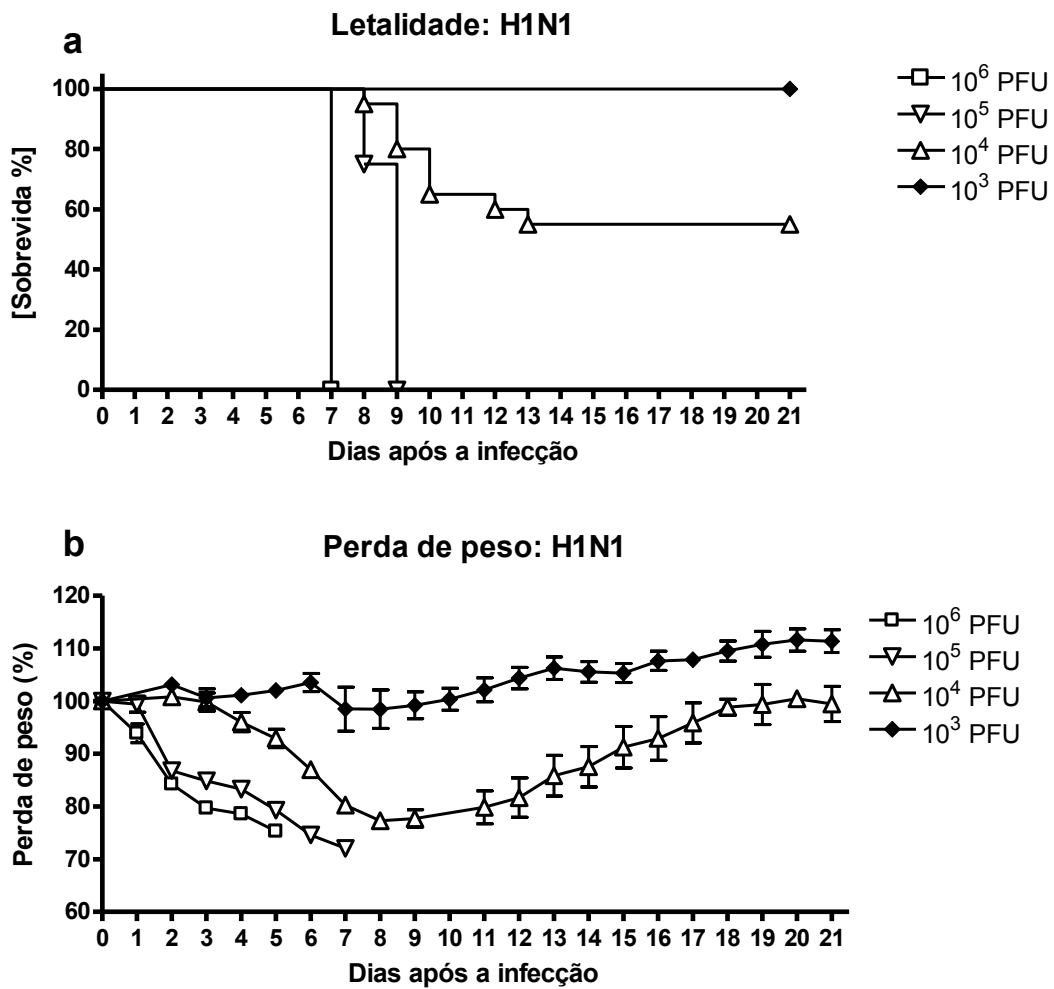 a
Letalidade: H1N1
[Sobrevida %]
100
80
60
40
20
0
0 1 2 3 4 5 6 7 8 9 10 11 12 13 14 15 16 17 18 19 20 21
Dias após a infecção
10⁶ PFU
10⁵ PFU
10⁴ PFU
10³ PFU
b
Perda de peso: H1N1
Perda de peso (%)
120
110
100
90
80
70
60
0 1 2 3 4 5 6 7 8 9 10 11 12 13 14 15 16 17 18 19 20 21
Dias após a infecção
10⁶ PFU
10⁵ PFU
10⁴ PFU
10³ PFU